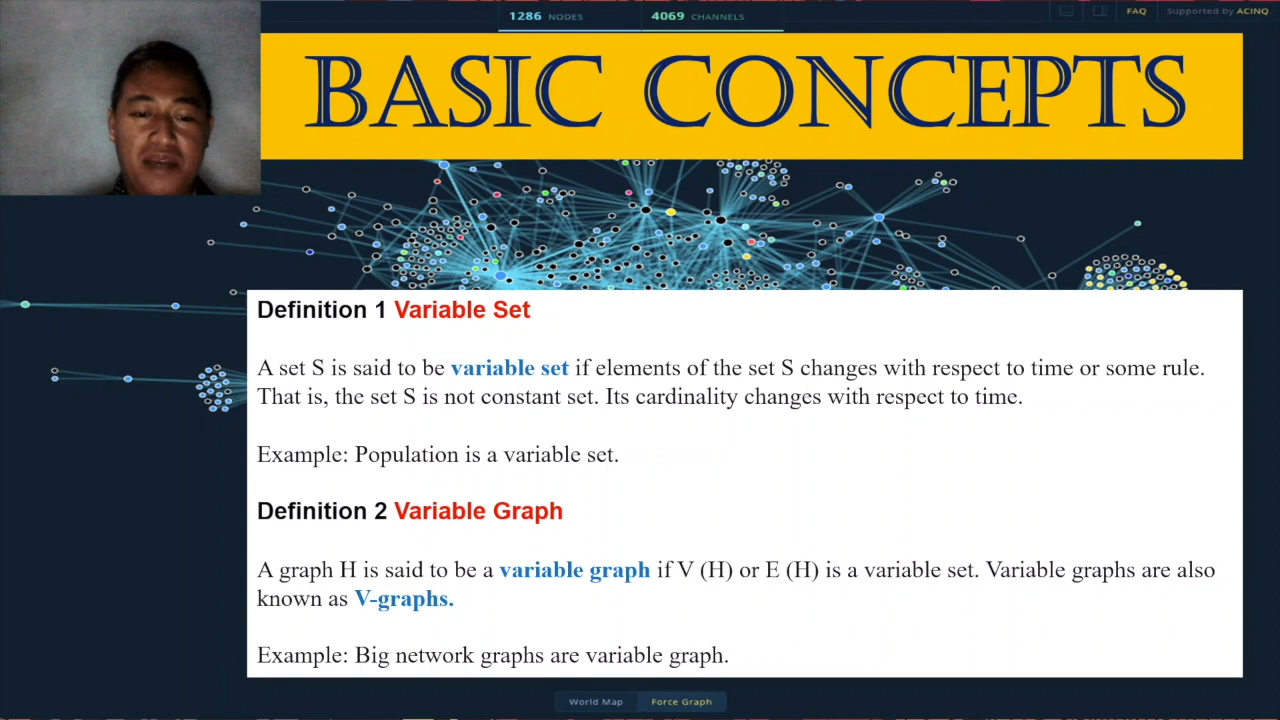 1286 NODES 4069 CHANNELS
FAQ Supported by ACINQ.
BASIC CONCEPTS
Definition 1 Variable Set
A set S is said to be variable set if elements of the set S changes with respect to time or some rule.
That is, the set S is not constant set. Its cardinality changes with respect to time.
Example: Population is a variable set.
Definition 2 Variable Graph
A graph H is said to be a variable graph if V (H) or E (H) is a variable set. Variable graphs are also
known as V-graphs.
Example: Big network graphs are variable graph.
World Map Force Graph